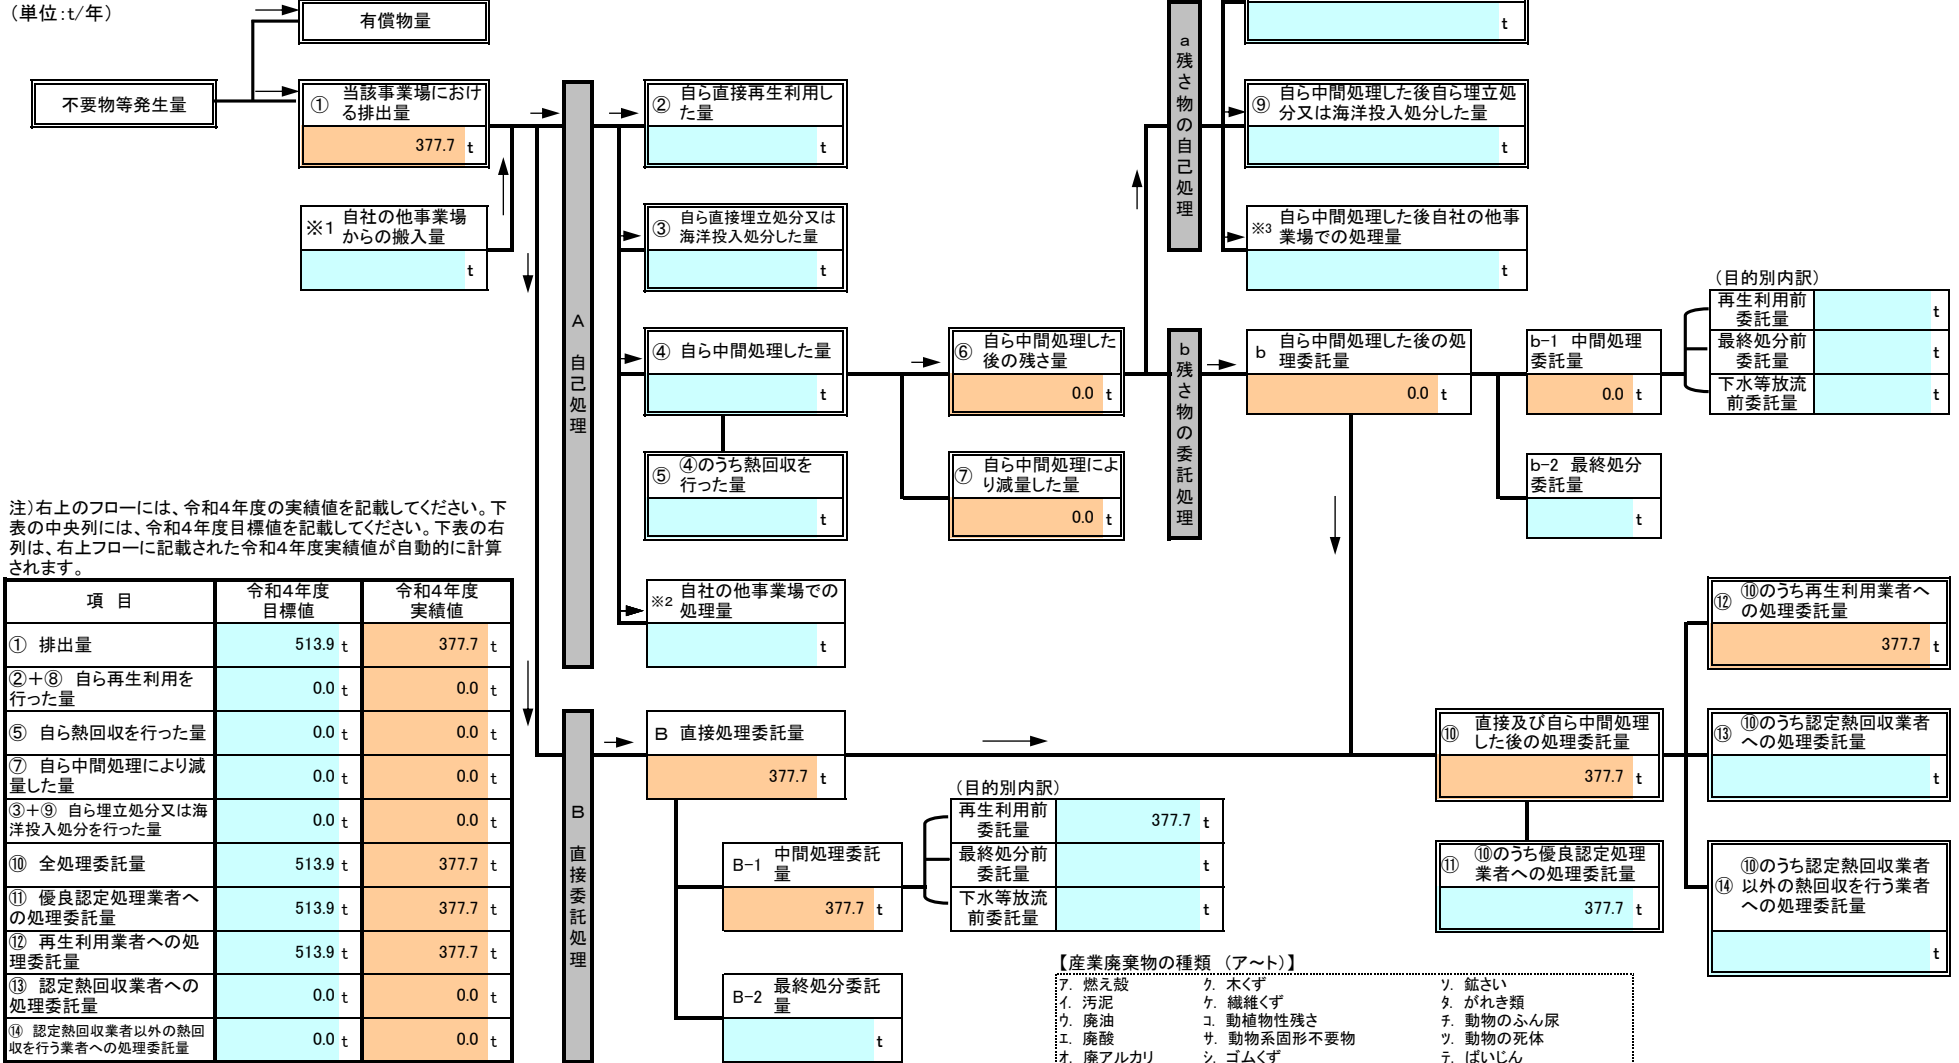 (単位:t/年)
有償物量
不要物等発生量
① 当該事業場におけ
る排出量
377.7 t
※1 自社の他事業場
からの搬入量
t
A 自己処理
② 自ら直接再生利用し
た量
t
③ 自ら直接埋立処分又は
海洋投入処分した量
t
④ 自ら中間処理した量
t
⑤ ④のうち熱回収を
行った量
t
※2 自社の他事業場での
処理量
t
⑥ 自ら中間処理した
後の残さ量
0.0 t
⑦ 自ら中間処理によ
り減量した量
0.0 t
a 残さ物の自己処理
t
⑨ 自ら中間処理した後自ら埋立処
分又は海洋投入処分した量
t
※3 自ら中間処理した後自社の他事
業場での処理量
t
b 残さ物の委託処理
b 自ら中間処理した後の処
理委託量
0.0 t
b-1 中間処理
委託量
0.0 t
b-2 最終処分
委託量
t
(目的別内訳)
再生利用前
委託量
t
最終処分前
委託量
t
下水等放流
前委託量
t
注)右上のフローには、令和4年度の実績値を記載してください。下
表の中央列には、令和4年度目標値を記載してください。下表の右
列は、右上フローに記載された令和4年度実績値が自動的に計算
されます。
項 目 令和4年度 目標値 令和4年度 実績値
① 排出量 513.9 t 377.7 t
②+⑧ 自ら再生利用を
行った量 0.0 t 0.0 t
⑤ 自ら熱回収を行った量 0.0 t 0.0 t
⑦ 自ら中間処理により減
量した量 0.0 t 0.0 t
③+⑨ 自ら埋立処分又は海
洋投入処分を行った量 0.0 t 0.0 t
⑩ 全処理委託量 513.9 t 377.7 t
⑪ 優良認定処理業者へ
の処理委託量 513.9 t 377.7 t
⑫ 再生利用業者への処
理委託量 513.9 t 377.7 t
⑬ 認定熱回収業者への
処理委託量 0.0 t 0.0 t
⑭ 認定熱回収業者以外の熱回
収を行う業者への処理委託量 0.0 t 0.0 t
B 直接委託処理
B 直接処理委託量
377.7 t
B-1 中間処理委託
量
377.7 t
B-2 最終処分委託
量
t
(目的別内訳)
再生利用前
委託量
377.7 t
最終処分前
委託量
t
下水等放流
前委託量
t
⑩ 直接及び自ら中間処理
した後の処理委託量
377.7 t
⑪ ⑩のうち優良認定処理
業者への処理委託量
377.7 t
⑫ ⑩のうち再生利用業者へ
の処理委託量
377.7 t
⑬ ⑩のうち認定熱回収業者
への処理委託量
t
⑭ ⑩のうち認定熱回収業者
以外の熱回収を行う業者
への処理委託量
t
【産業廃棄物の種類 (ア~ト)】
ア. 燃え殻 ク. 木くず ソ. 鉱さい
イ. 汚泥 ケ. 繊維くず タ. がれき類
ウ. 廃油 コ. 動植物性残さ チ. 動物のふん尿
エ. 廃酸 サ. 動物系固形不要物 ツ. 動物の死体
オ. 廃アルカリ シ. ゴムくず テ. ばいじん